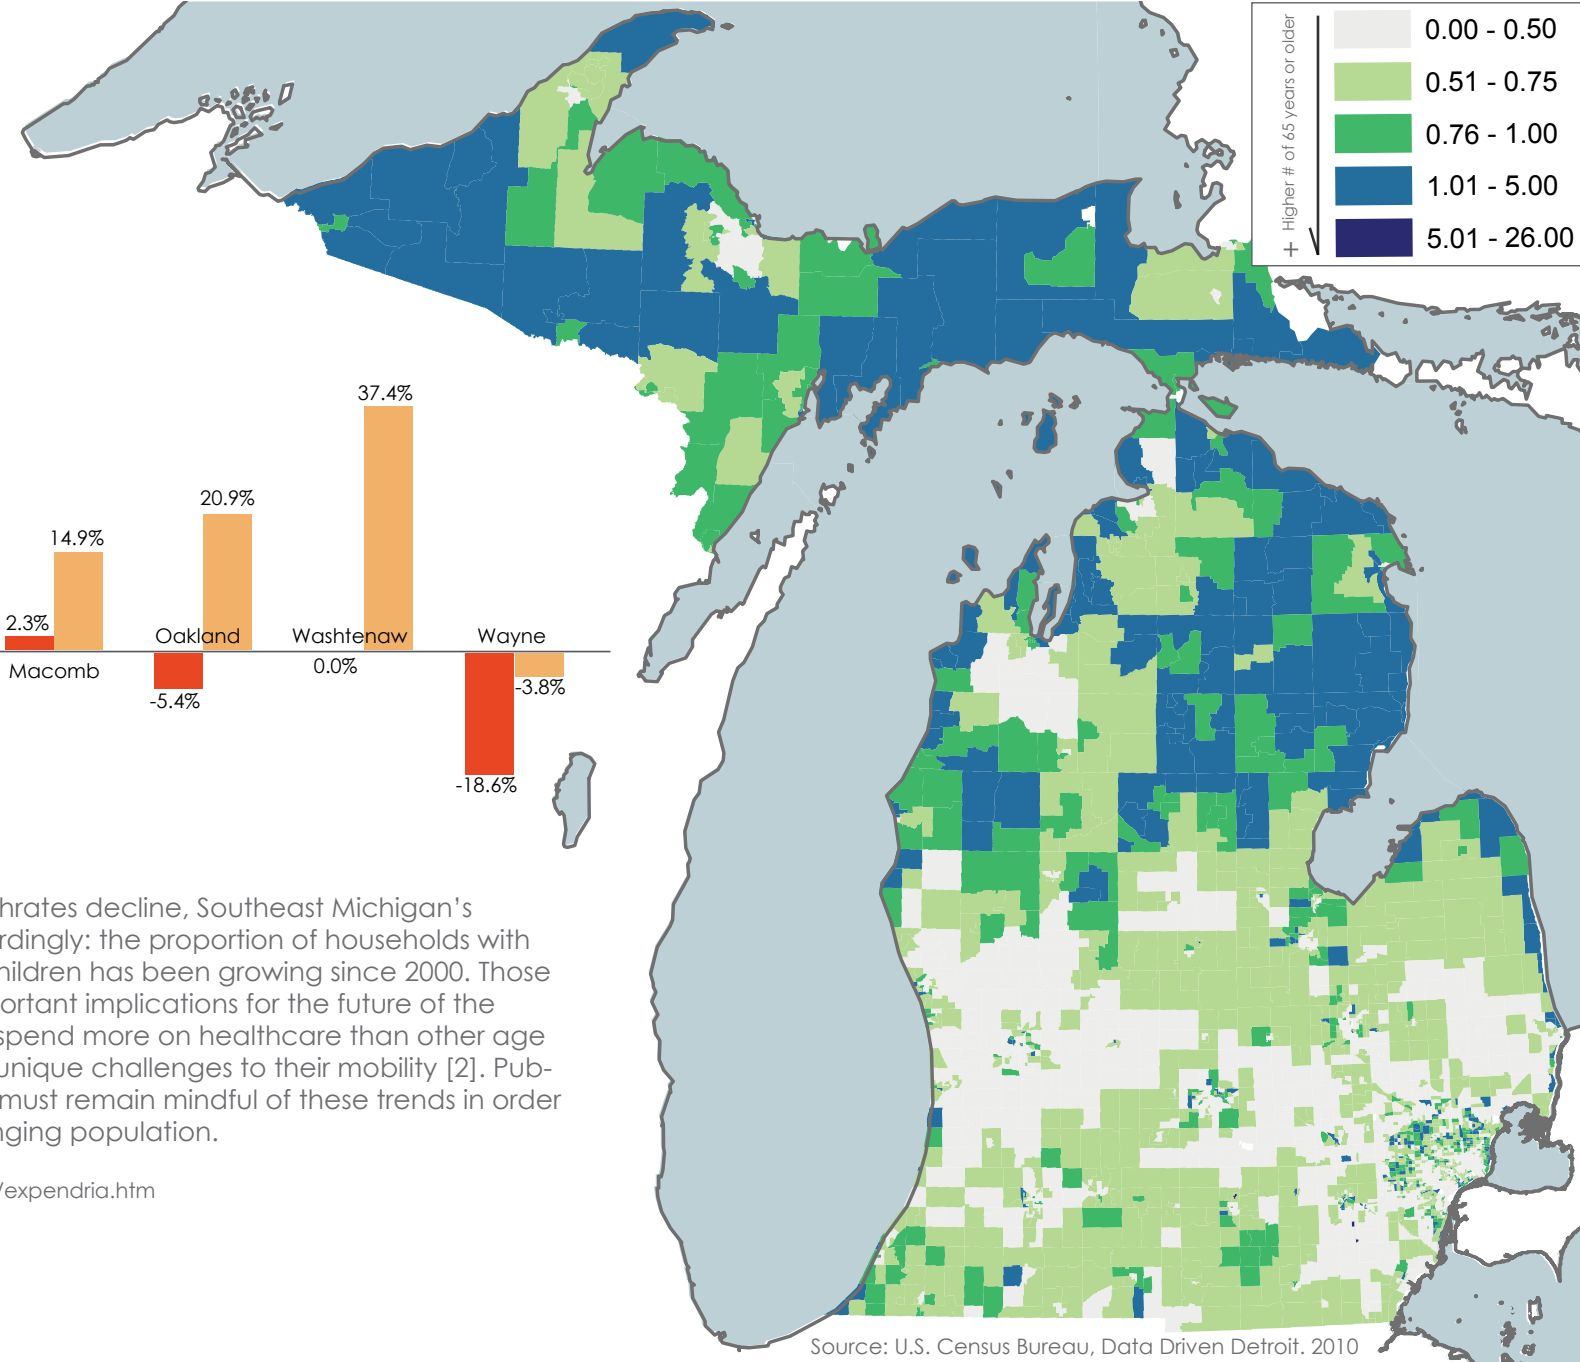 + Higher # of 65 years or older
0.00 - 0.50
0.51 - 0.75
0.76 - 1.00
1.01 - 5.00
5.01 - 26.00
37.4%
20.9%
14.9%
2.3%
Oakland
Washtenaw
Wayne
Macomb
0.0%
-3.8%
-5.4%
-18.6%
hrates decline, Southeast Michigan’s
rdingly: the proportion of households with
hildren has been growing since 2000. Those
ortant implications for the future of the
spend more on healthcare than other age
unique challenges to their mobility [2]. Pub-
must remain mindful of these trends in order
nging population.
/expendria.htm
Source: U.S. Census Bureau, Data Driven Detroit. 2010